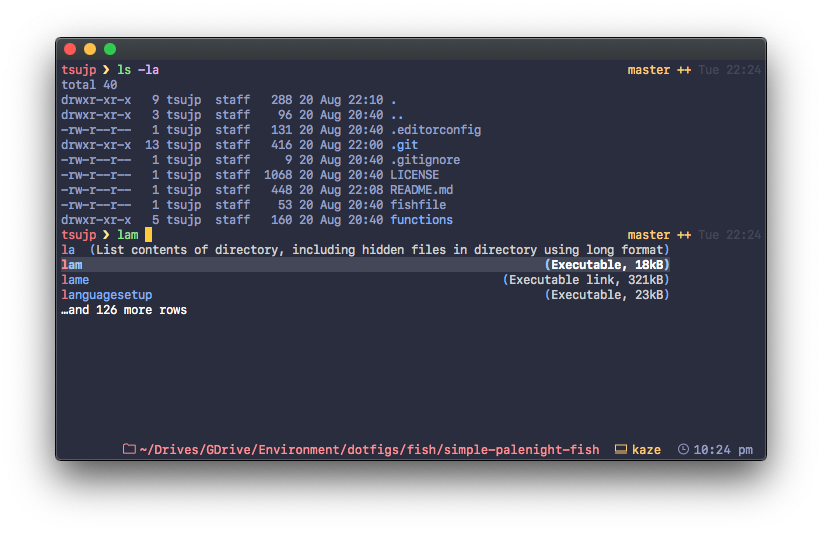 tsujp ❯ ls -la master ++ Tue 22:24
total 40
drwxr-xr-x 9 tsujp staff 288 20 Aug 22:10 .
drwxr-xr-x 3 tsujp staff 96 20 Aug 20:40 ..
-rw-r--r-- 1 tsujp staff 131 20 Aug 20:40 .editorconfig
drwxr-xr-x 13 tsujp staff 416 20 Aug 22:00 .git
-rw-r--r-- 1 tsujp staff 9 20 Aug 20:40 .gitignore
-rw-r--r-- 1 tsujp staff 1068 20 Aug 20:40 LICENSE
-rw-r--r-- 1 tsujp staff 448 20 Aug 22:08 README.md
-rw-r--r-- 1 tsujp staff 53 20 Aug 20:40 fishfile
drwxr-xr-x 5 tsujp staff 160 20 Aug 20:40 functions
tsujp ❯ lam master ++ Tue 22:24
la (List contents of directory, including hidden files in directory using long format)
lam (Executable, 18kB)
lame (Executable link, 321kB)
languagesetup (Executable, 23kB)
…and 126 more rows
~/Drives/GDrive/Environment/dotfigs/fish/simple-palenight-fish kaze 10:24 pm